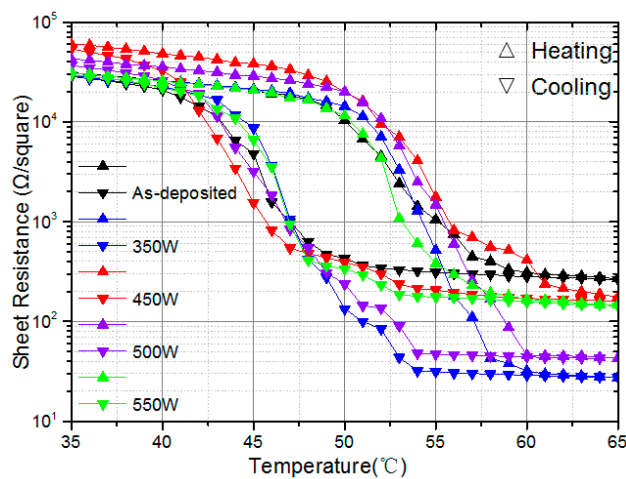 10⁵
10⁴
10³
10²
10¹
Sheet Resistance (Ω/square)
△ Heating
▽ Cooling
As-deposited
350W
450W
500W
550W
35 40 45 50 55 60 65
Temperature(℃)